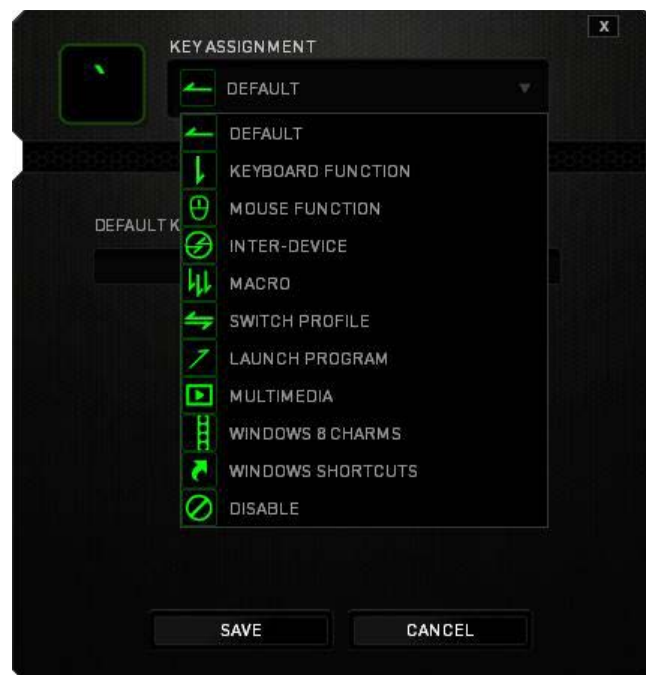 X
KEY ASSIGNMENT
`
DEFAULT
DEFAULT
KEYBOARD FUNCTION
MOUSE FUNCTION
DEFAULT K
INTER-DEVICE
MACRO
SWITCH PROFILE
LAUNCH PROGRAM
MULTIMEDIA
WINDOWS 8 CHARMS
WINDOWS SHORTCUTS
DISABLE
SAVE
CANCEL